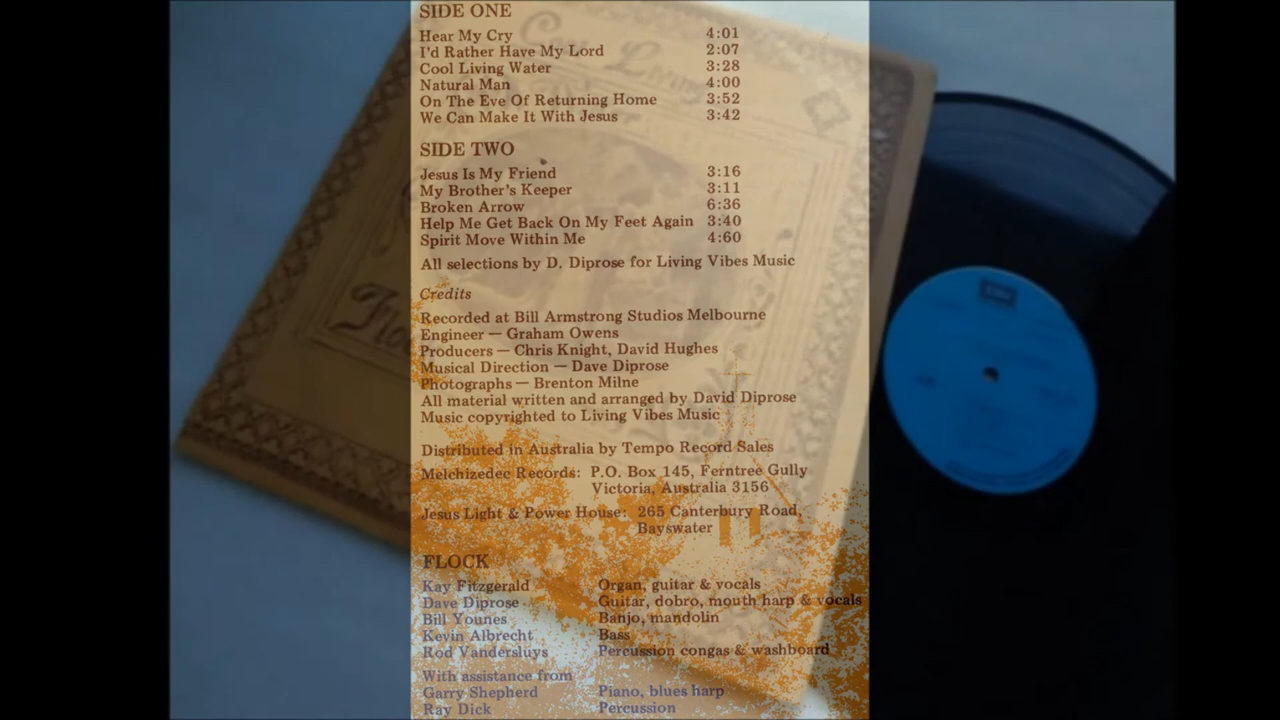 SIDE ONE
Hear My Cry 4:01
I'd Rather Have My Lord 2:07
Cool Living Water 3:28
Natural Man 4:00
On The Eve Of Returning Home 3:52
We Can Make It With Jesus 3:42
SIDE TWO
Jesus Is My Friend 3:16
My Brother's Keeper 3:11
Broken Arrow 6:36
Help Me Get Back On My Feet Again 3:40
Spirit Move Within Me 4:60
All selections by D. Diprose for Living Vibes Music
Credits
Recorded at Bill Armstrong Studios Melbourne
Engineer — Graham Owens
Producers — Chris Knight, David Hughes
Musical Direction — Dave Diprose
Photographs — Brenton Milne
All material written and arranged by David Diprose
Music copyrighted to Living Vibes Music
Distributed in Australia by Tempo Record Sales
Melchizedec Records: P.O. Box 145, Ferntree Gully
Victoria, Australia 3156
Jesus Light & Power House: 265 Canterbury Road,
Bayswater
FLOCK
Kay Fitzgerald Organ, guitar & vocals
Dave Diprose Guitar, dobro, mouth harp & vocals
Bill Younes Banjo, mandolin
Kevin Albrecht Bass
Rod Vandersluys Percussion congas & washboard
With assistance from
Garry Shepherd Piano, blues harp
Ray Dick Percussion